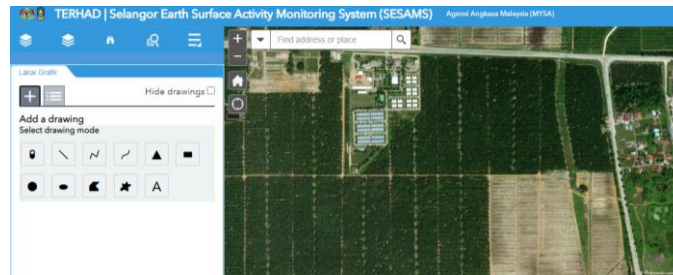 TERHAD | Selangor Earth Surface Activity Monitoring System (SESAMS) Agensi Angkasa Malaysia (MYSA)
Find address or place
Lakar Grafik
Hide drawings
Add a drawing
Select drawing mode
A